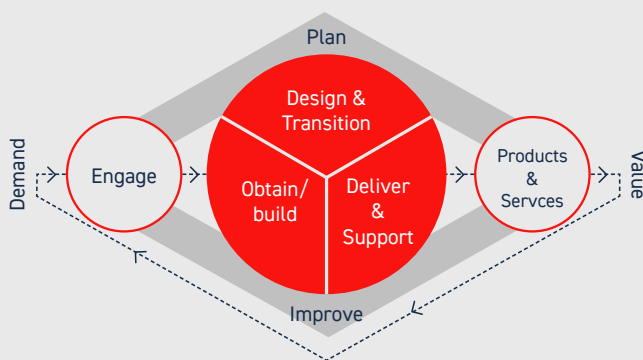 Plan
Design &
Transition
Demand
Engage
Obtain/
build
Deliver
&
Support
Products
&
Servces
Value
Improve